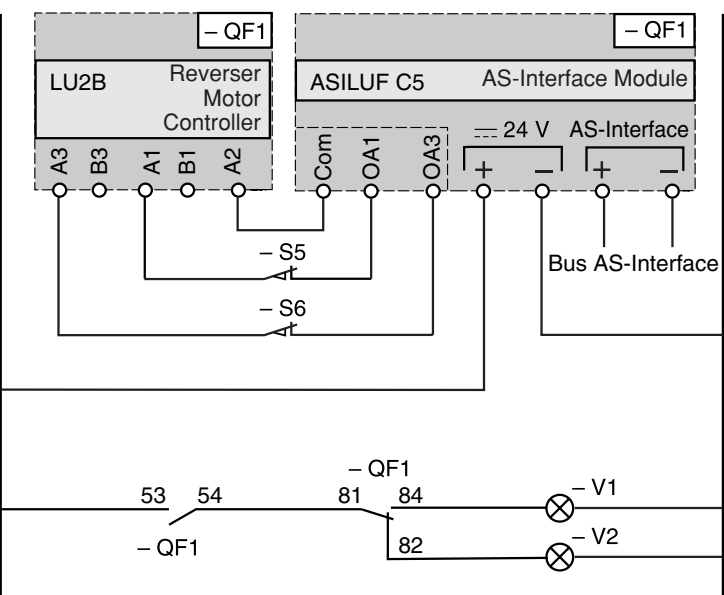 – QF1
– QF1
LU2B
Reverser
Motor
Controller
ASILUF C5
AS-Interface Module
24 V
AS-Interface
A3
B3
A1
B1
A2
Com
OA1
OA3
+
–
+
–
– S5
Bus AS-Interface
– S6
– QF1
53
54
81
84
– V1
– QF1
82
– V2